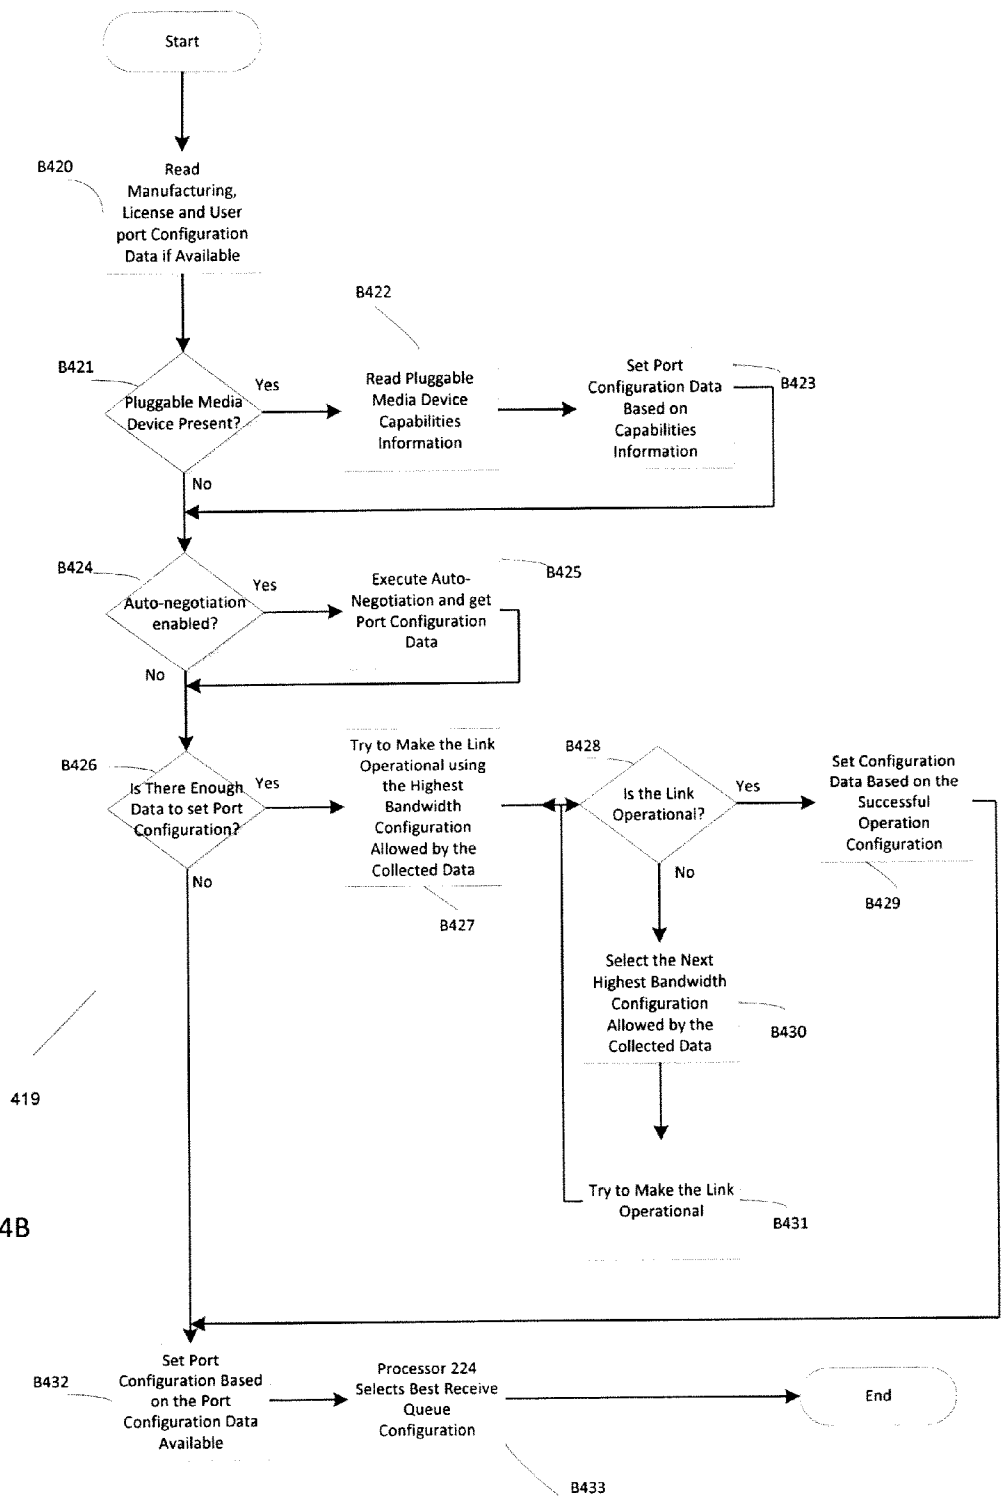 Start
B420
Read
Manufacturing,
License and User
port Configuration
Data if Available
B422
B421
Yes
Pluggable Media
Device Present?
No
Read Pluggable
Media Device
Capabilities
Information
Set Port
Configuration Data
Based on
Capabilities
Information
B423
B424
Yes
Auto-negotiation
enabled?
No
Execute Auto-
Negotiation and get
Port Configuration
Data
B425
B426
Yes
Is There Enough
Data to set Port
Configuration?
No
Try to Make the Link
Operational using
the Highest
Bandwidth
Configuration
Allowed by the
Collected Data
B427
B428
Yes
Is the Link
Operational?
No
Set Configuration
Data Based on the
Successful
Operation
Configuration
B429
Select the Next
Highest Bandwidth
Configuration
Allowed by the
Collected Data
B430
419
Try to Make the Link
Operational
B431
4B
B432
Set Port
Configuration Based
on the Port
Configuration Data
Available
Processor 224
Selects Best Receive
Queue
Configuration
B433
End